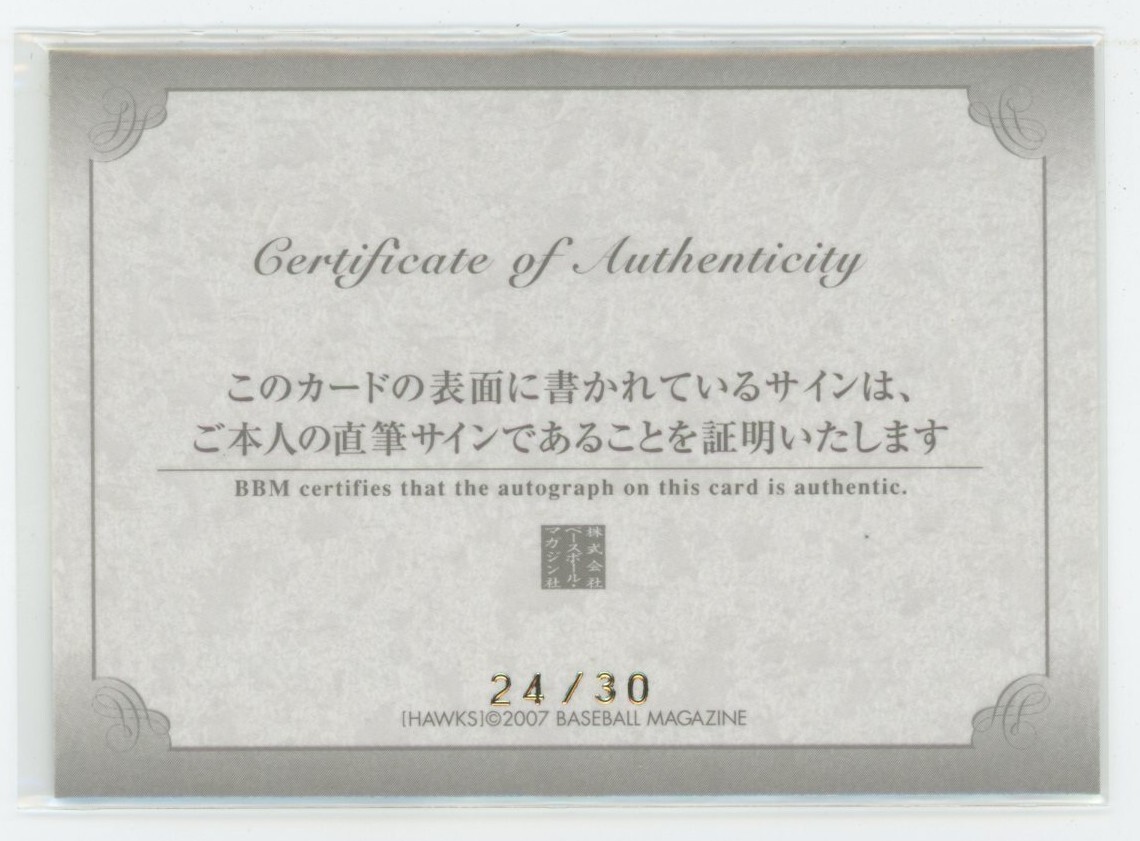 Certificate of Authenticity
このカードの表面に書かれているサインは、
ご本人の直筆サインであることを証明いたします
BBM certifies that the autograph on this card is authentic.
株式会社
ベースボール・
マガジン社
24/30
[HAWKS]©2007 BASEBALL MAGAZINE